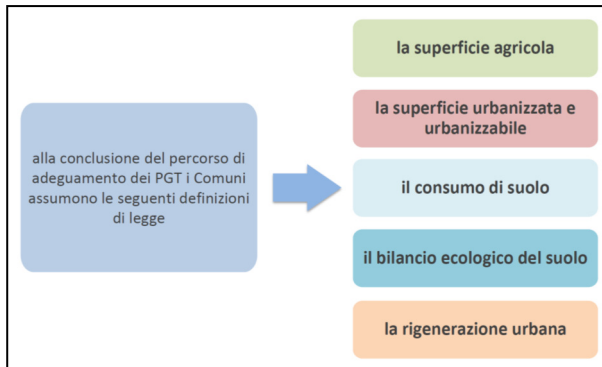 alla conclusione del percorso di
adeguamento dei PGT i Comuni
assumono le seguenti definizioni
di legge
la superficie agricola
la superficie urbanizzata e
urbanizzabile
il consumo di suolo
il bilancio ecologico del suolo
la rigenerazione urbana